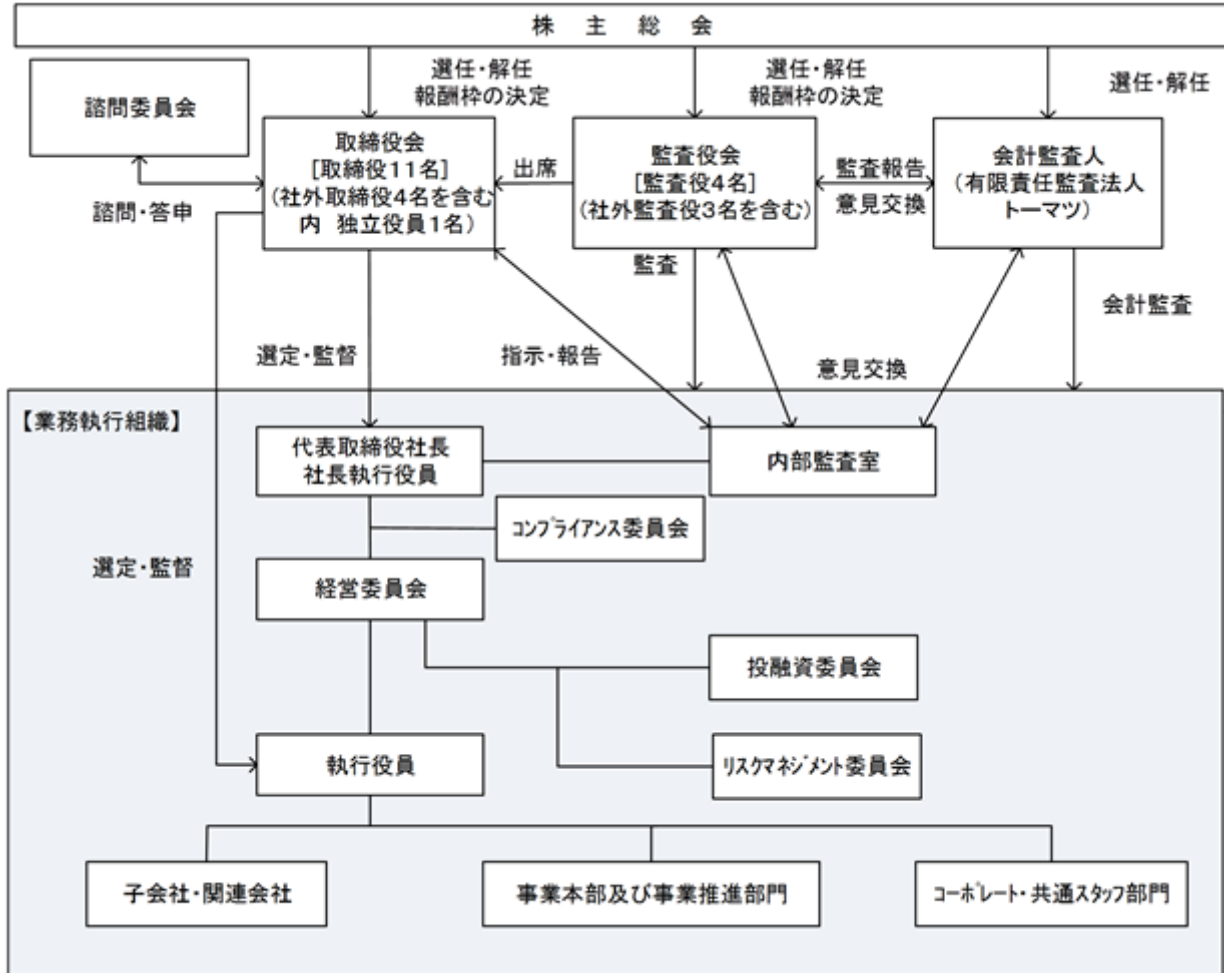 株　主　総　会
選任・解任
報酬枠の決定
選任・解任
報酬枠の決定
選任・解任
諮問委員会
取締役会
[取締役11名]
(社外取締役4名を含む
内　独立役員1名)
出席
監査役会
[監査役4名]
(社外監査役3名を含む)
監査報告
意見交換
会計監査人
(有限責任監査法人
トーマツ)
諮問・答申
監査
会計監査
選定・監督
指示・報告
意見交換
【業務執行組織】
代表取締役社長
社長執行役員
内部監査室
コンプライアンス委員会
選定・監督
経営委員会
投融資委員会
執行役員
リスクマネジメント委員会
子会社・関連会社
事業本部及び事業推進部門
コーポレート・共通スタッフ部門